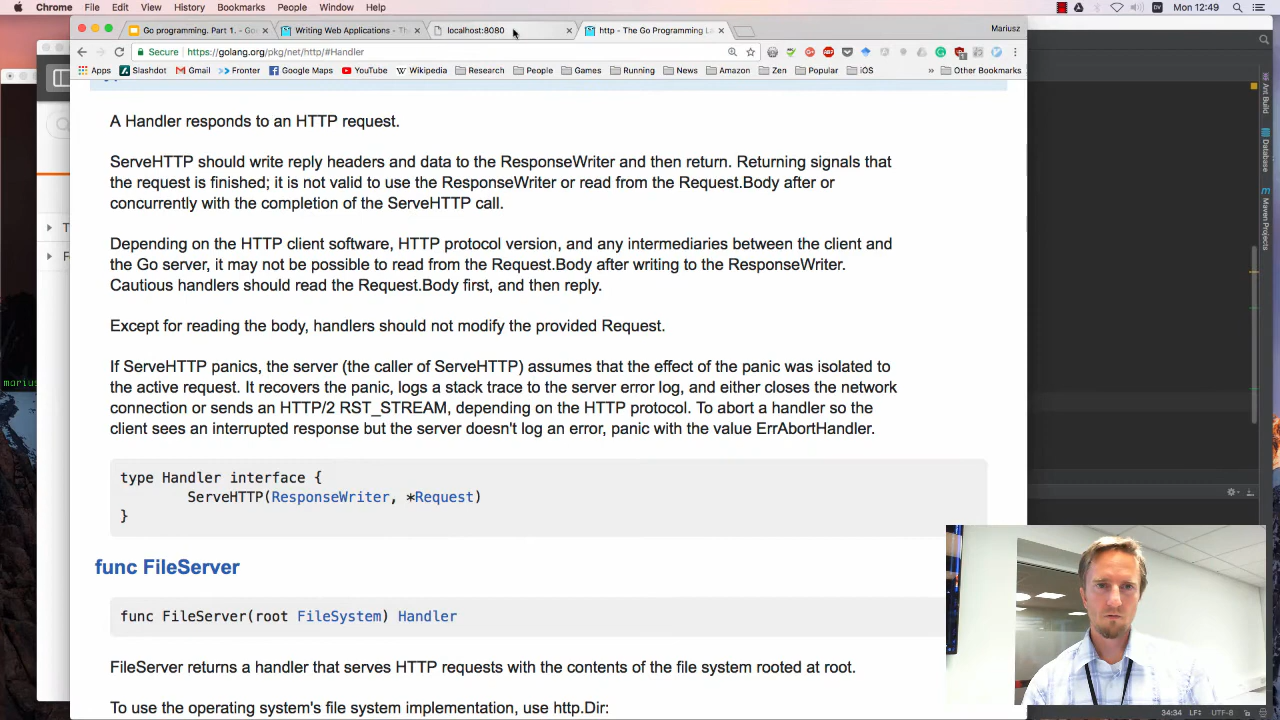 Chrome File Edit View History Bookmarks People Window Help Mon 12:49
Go programming. Part 1. - Go Writing Web Applications - Th localhost:8080 http - The Go Programming La Mariusz
Secure https://golang.org/pkg/net/http/#Handler
Apps Slashdot Gmail Fronter Google Maps YouTube Wikipedia Research People Games Running News Amazon Zen Popular iOS » Other Bookmarks
A Handler responds to an HTTP request.
ServeHTTP should write reply headers and data to the ResponseWriter and then return. Returning signals that
the request is finished; it is not valid to use the ResponseWriter or read from the Request.Body after or
concurrently with the completion of the ServeHTTP call.
Depending on the HTTP client software, HTTP protocol version, and any intermediaries between the client and
the Go server, it may not be possible to read from the Request.Body after writing to the ResponseWriter.
Cautious handlers should read the Request.Body first, and then reply.
Except for reading the body, handlers should not modify the provided Request.
If ServeHTTP panics, the server (the caller of ServeHTTP) assumes that the effect of the panic was isolated to
the active request. It recovers the panic, logs a stack trace to the server error log, and either closes the network
connection or sends an HTTP/2 RST_STREAM, depending on the HTTP protocol. To abort a handler so the
client sees an interrupted response but the server doesn't log an error, panic with the value ErrAbortHandler.
type Handler interface {
ServeHTTP(ResponseWriter, *Request)
}
func FileServer
func FileServer(root FileSystem) Handler
FileServer returns a handler that serves HTTP requests with the contents of the file system rooted at root.
To use the operating system's file system implementation, use http.Dir:
Ant Build
Database
Maven Projects
marius
34:34 LF÷ UTF-8